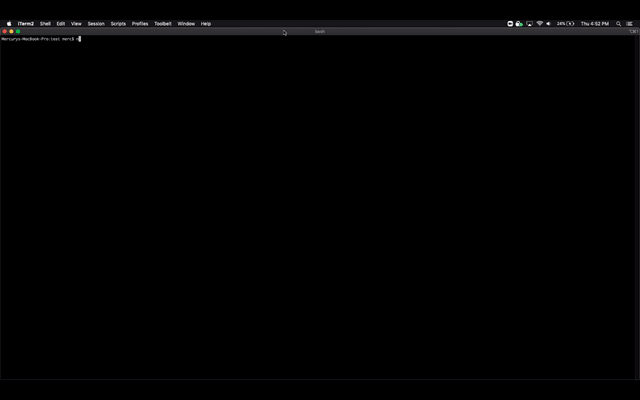 iTerm2 Shell Edit View Session Scripts Profiles Toolbelt Window Help 24% Thu 4:52 PM
bash
Mercurys-MacBook-Pro:test merc$